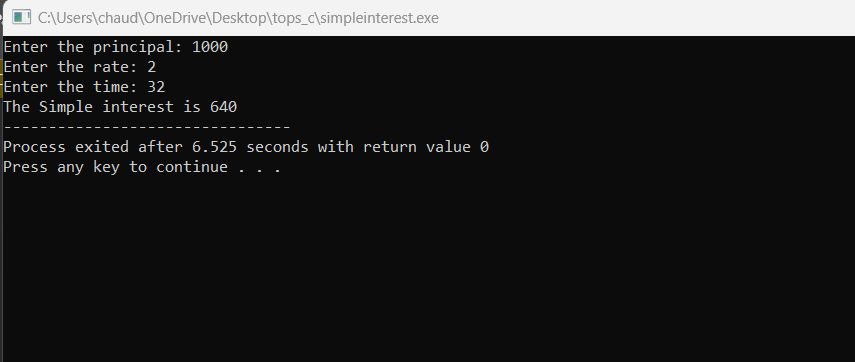 C:\Users\chaud\OneDrive\Desktop\tops_c\simpleinterest.exe
Enter the principal: 1000
Enter the rate: 2
Enter the time: 32
The Simple interest is 640
--------------------------------
Process exited after 6.525 seconds with return value 0
Press any key to continue . . .